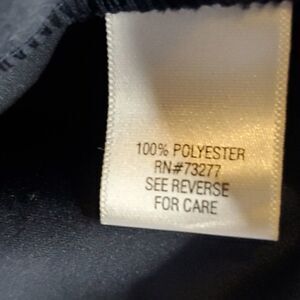 100% POLYESTER
RN#73277
SEE REVERSE
FOR CARE